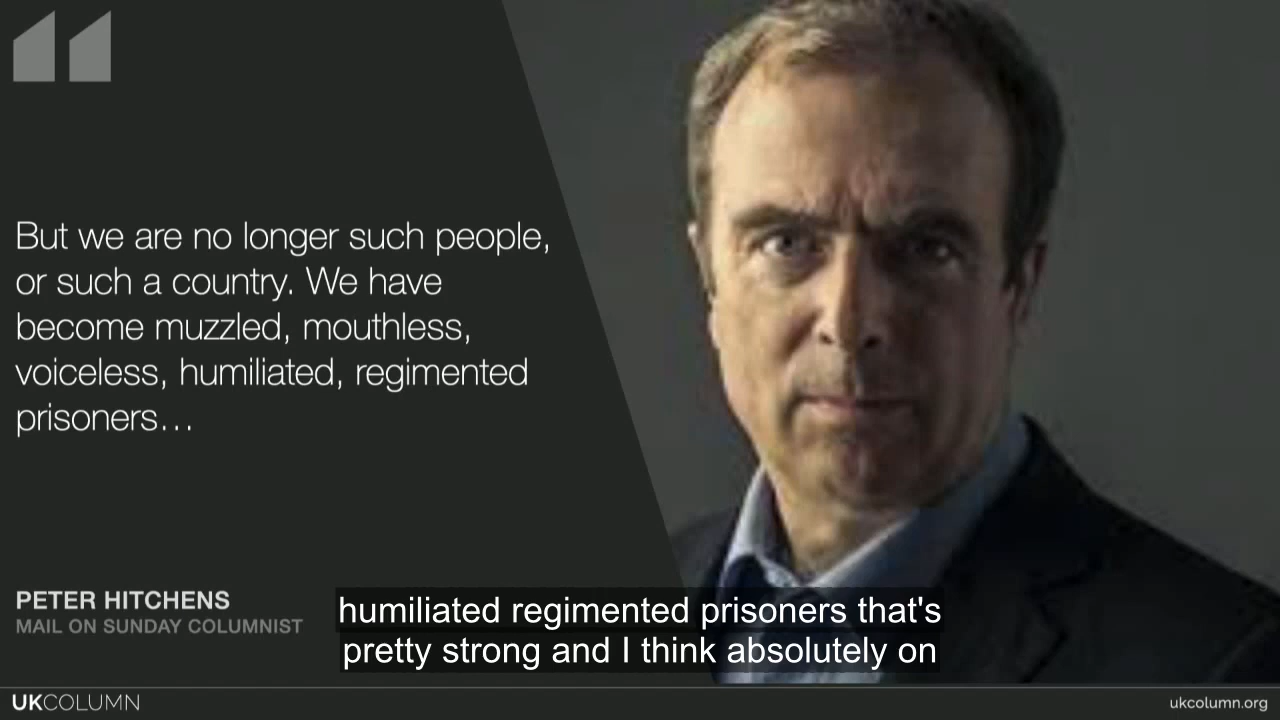 But we are no longer such people,
or such a country. We have
become muzzled, mouthless,
voiceless, humiliated, regimented
prisoners…
PETER HITCHENS
MAIL ON SUNDAY COLUMNIST
humiliated regimented prisoners that's
pretty strong and I think absolutely on
UKCOLUMN
ukcolumn.org